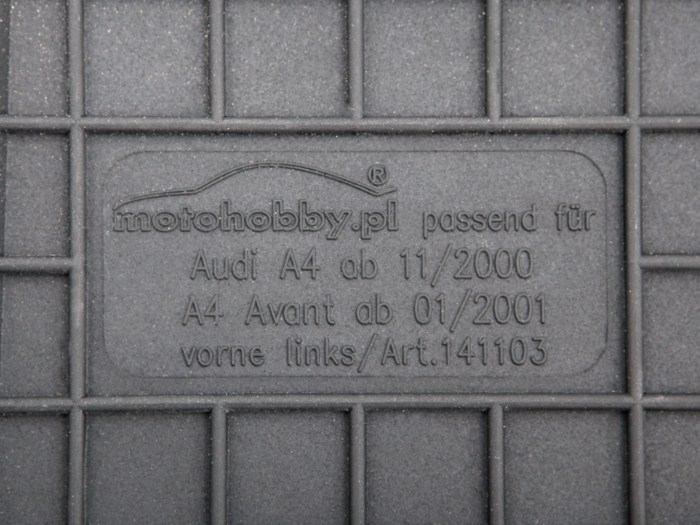 motohobby.pl® passend für
Audi A4 ab 11/2000
A4 Avant ab 01/2001
vorne links/Art.141103